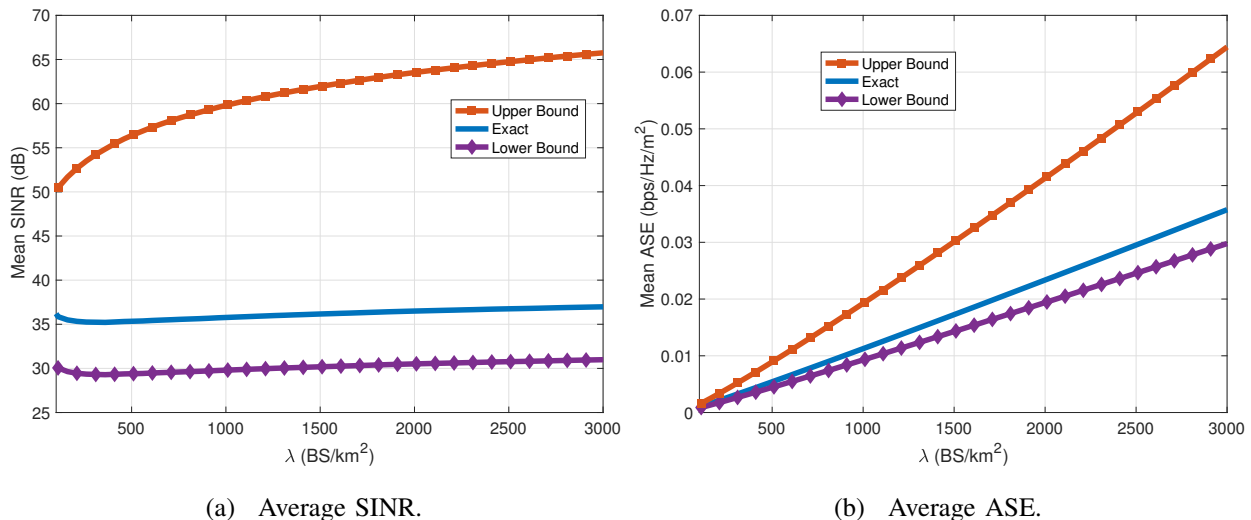 70
65
60
55
50
45
40
35
30
25
Mean SINR (dB)
Upper Bound
Exact
Lower Bound
500 1000 1500 2000 2500 3000
λ (BS/km²)
(a) Average SINR.
0.07
0.06
0.05
0.04
0.03
0.02
0.01
0
Mean ASE (bps/Hz/m²)
Upper Bound
Exact
Lower Bound
500 1000 1500 2000 2500 3000
λ (BS/km²)
(b) Average ASE.